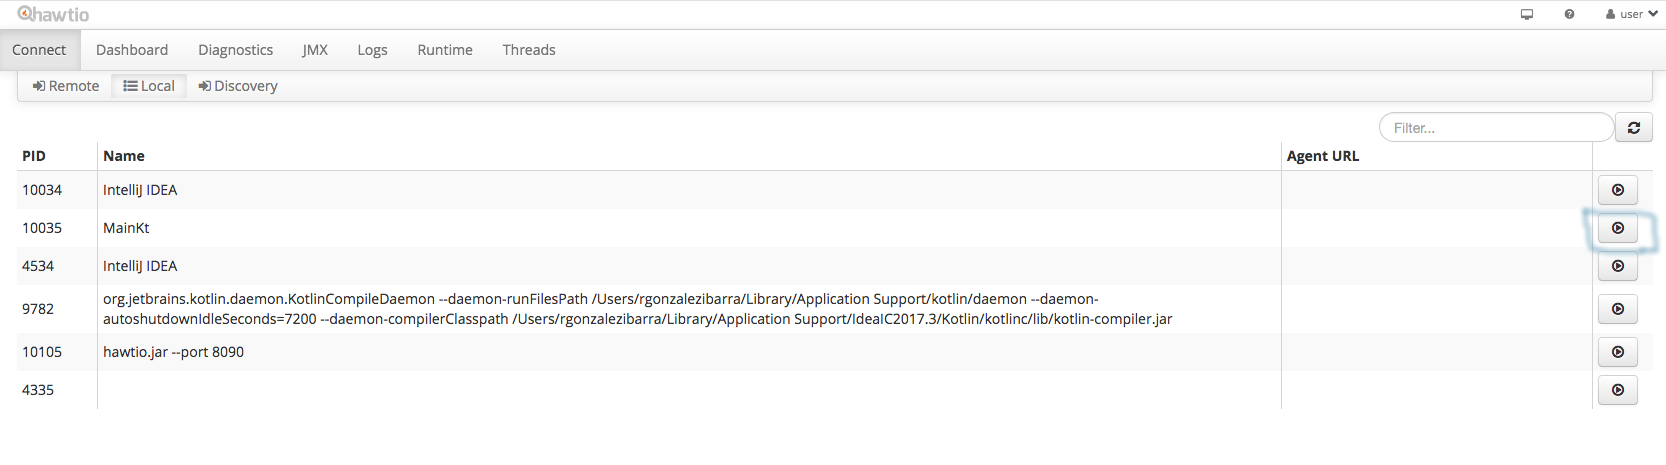 hawtio
user
Connect Dashboard Diagnostics JMX Logs Runtime Threads
Remote Local Discovery
Filter...
PID Name Agent URL
10034 IntelliJ IDEA
10035 MainKt
4534 IntelliJ IDEA
9782 org.jetbrains.kotlin.daemon.KotlinCompileDaemon --daemon-runFilesPath /Users/rgonzalezibarra/Library/Application Support/kotlin/daemon --daemon-
autoshutdownIdleSeconds=7200 --daemon-compilerClasspath /Users/rgonzalezibarra/Library/Application Support/IdeaIC2017.3/Kotlin/kotlinc/lib/kotlin-compiler.jar
10105 hawtio.jar --port 8090
4335